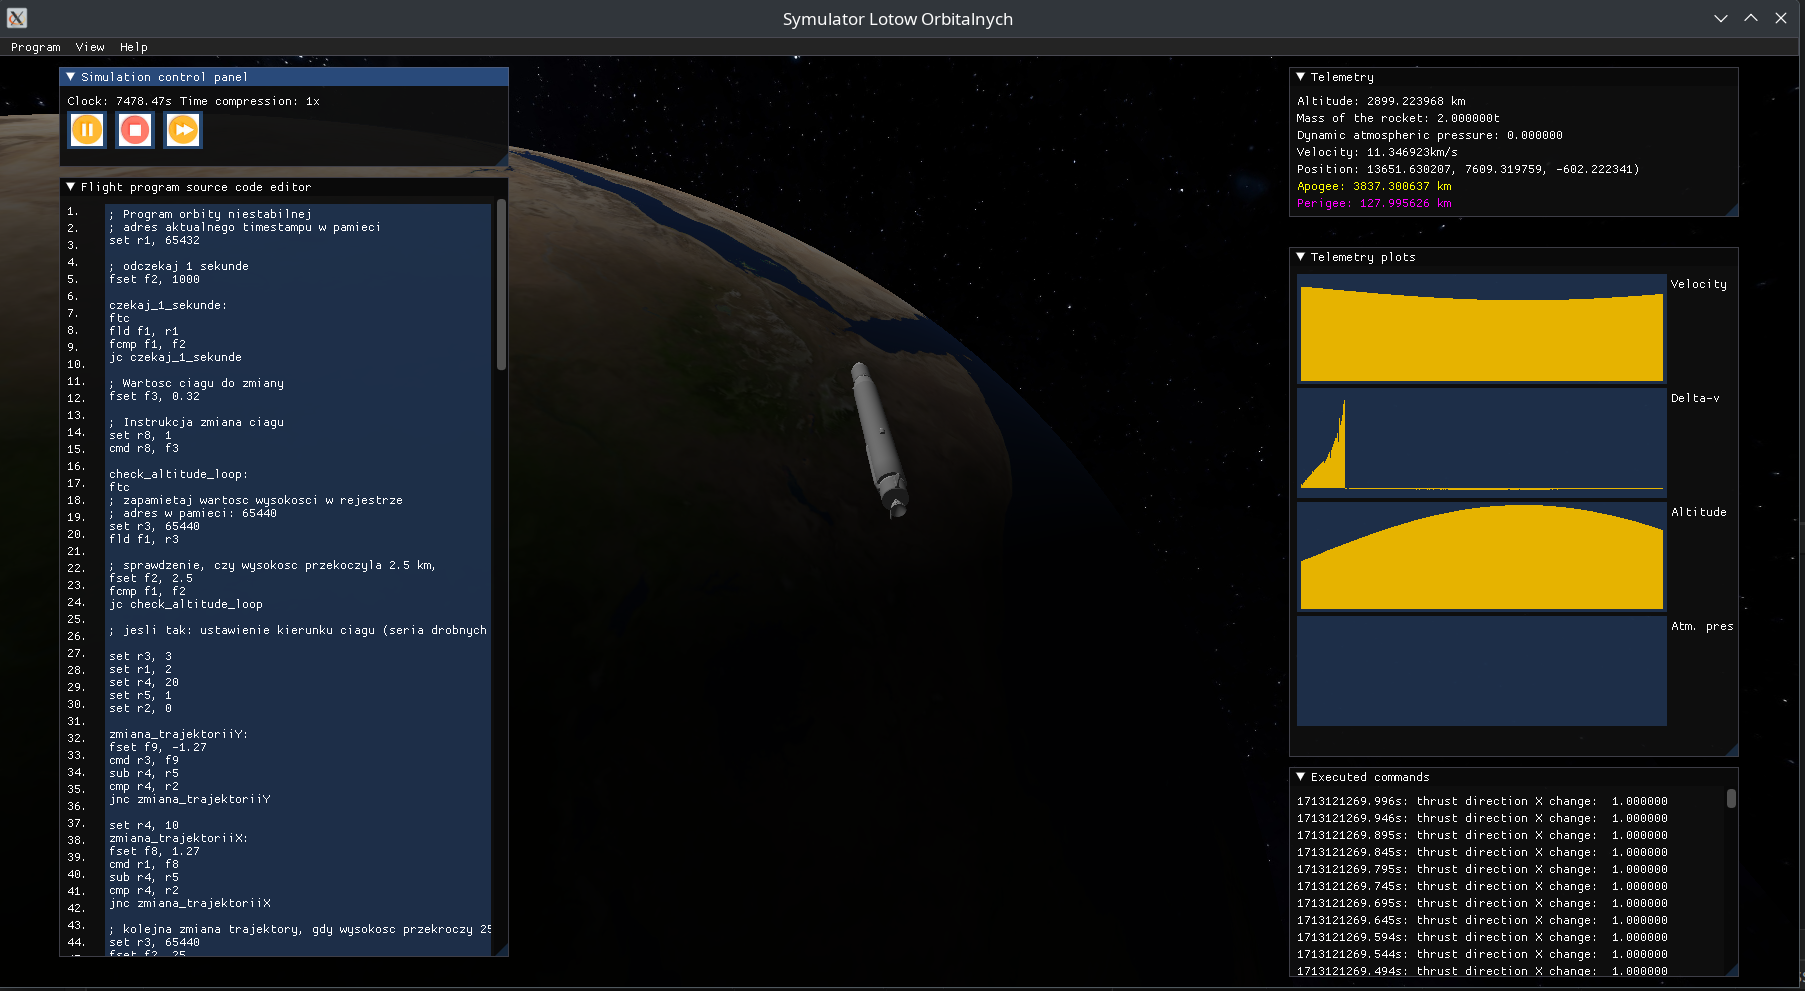 Symulator Lotow Orbitalnych
Program View Help
Simulation control panel
Clock: 7478.47s Time compression: 1x
Flight program source code editor
1.
2.
3.
4.
5.
6.
7.
8.
9.
10.
11.
12.
13.
14.
15.
16.
17.
18.
19.
20.
21.
22.
23.
24.
25.
26.
27.
28.
29.
30.
31.
32.
33.
34.
35.
36.
37.
38.
39.
40.
41.
42.
43.
44.
; Program orbity niestabilnej
; adres aktualnego timestampu w pamieci
set r1, 65432
; odczekaj 1 sekunde
fset f2, 1000
czekaj_1_sekunde:
ftc
fld f1, r1
fcmp f1, f2
jc czekaj_1_sekunde
; Wartosc ciagu do zmiany
fset f3, 0.32
; Instrukcja zmiana ciagu
set r8, 1
cmd r8, f3
check_altitude_loop:
ftc
; zapamietaj wartosc wysokosci w rejestrze
; adres w pamieci: 65440
set r3, 65440
fld f1, r3
; sprawdzenie, czy wysokosc przekoczyla 2.5 km,
fset f2, 2.5
fcmp f1, f2
jc check_altitude_loop
; jesli tak: ustawienie kierunku ciagu (seria drobnych
set r3, 3
set r1, 2
set r4, 20
set r5, 1
set r2, 0
zmiana_trajektoriiY:
fset f9, -1.27
cmd r3, f9
sub r4, r5
cmp r4, r2
jnc zmiana_trajektoriiY
set r4, 10
zmiana_trajektoriiX:
fset f8, 1.27
cmd r1, f8
sub r4, r5
cmp r4, r2
jnc zmiana_trajektoriiX
; kolejna zmiana trajektory, gdy wysokosc przekroczy 25
set r3, 65440
fset f2, 25
Telemetry
Altitude: 2899.223968 km
Mass of the rocket: 2.000000t
Dynamic atmospheric pressure: 0.000000
Velocity: 11.346923km/s
Position: 13651.630207, 7609.319759, -602.222341)
Apogee: 3837.300637 km
Perigee: 127.995626 km
Telemetry plots
Velocity
Delta-v
Altitude
Atm. pres
Executed commands
1713121269.996s: thrust direction X change: 1.000000
1713121269.946s: thrust direction X change: 1.000000
1713121269.895s: thrust direction X change: 1.000000
1713121269.845s: thrust direction X change: 1.000000
1713121269.795s: thrust direction X change: 1.000000
1713121269.745s: thrust direction X change: 1.000000
1713121269.695s: thrust direction X change: 1.000000
1713121269.645s: thrust direction X change: 1.000000
1713121269.594s: thrust direction X change: 1.000000
1713121269.544s: thrust direction X change: 1.000000
1713121269.494s: thrust direction X change: 1.000000